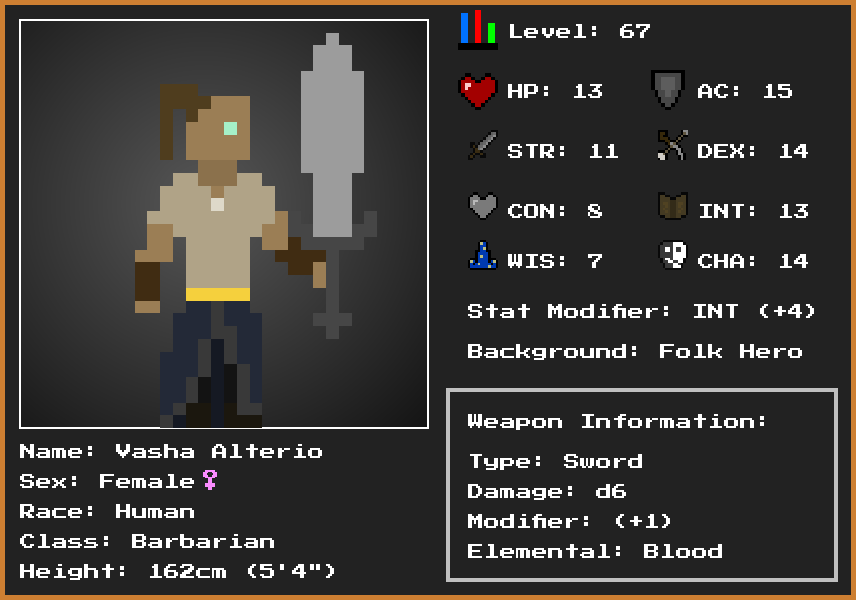 Level: 67
HP: 13 AC: 15
STR: 11 DEX: 14
CON: 8 INT: 13
WIS: 7 CHA: 14
Stat Modifier: INT (+4)
Background: Folk Hero
Weapon Information:
Type: Sword
Damage: d6
Modifier: (+1)
Elemental: Blood
Name: Vasha Alterio
Sex: Female♀
Race: Human
Class: Barbarian
Height: 162cm (5'4")